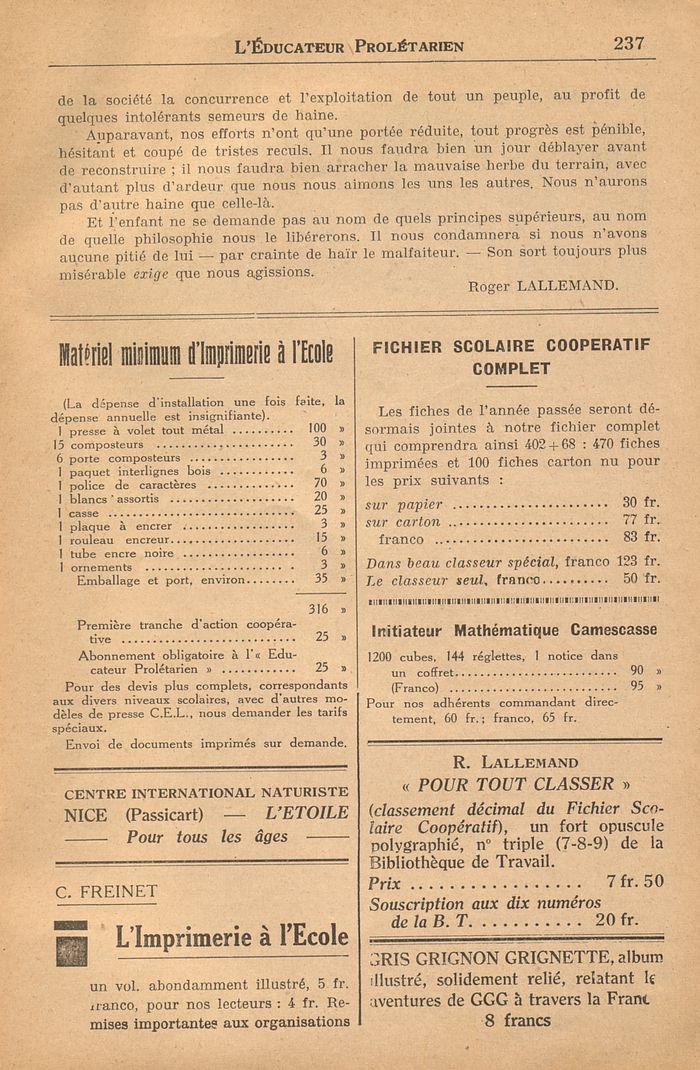 L'ÉDUCATEUR PROLÉTARIEN 237
de la société la concurrence et l'exploitation de tout un peuple, au profit de
quelques intolérants semeurs de haine.
Auparavant, nos efforts n'ont qu'une portée réduite, tout progrès est pénible,
hésitant et coupé de tristes reculs. Il nous faudra bien un jour déblayer avant
de reconstruire ; il nous faudra bien arracher la mauvaise herbe du terrain, avec
d'autant plus d'ardeur que nous nous aimons les uns les autres. Nous n'aurons
pas d'autre haine que celle-là.
Et l'enfant ne se demande pas au nom de quels principes supérieurs, au nom
de quelle philosophie nous le libérerons. Il nous condamnera si nous n'avons
aucune pitié de lui — par crainte de haïr le malfaiteur. — Son sort toujours plus
misérable exige que nous agissions.
Roger LALLEMAND.
Matériel minimum d'Imprimerie à l'Ecole
(La dépense d'installation une fois faite, la
dépense annuelle est insignifiante).
1 presse à volet tout métal .......... 100 »
15 composteurs ...................... 30 »
6 porte composteurs ................. 3 »
1 paquet interlignes bois ............. 6 »
1 police de caractères .............. 70 »
1 blancs assortis .................... 20 »
1 casse .............................. 25 »
1 plaque à encrer .................. 3 »
1 rouleau encreur.................... 15 »
1 tube encre noire .................. 6 »
1 ornements ........................ 3 »
Emballage et port, environ........ 35 »
316 »
Première tranche d'action coopéra-
tive ............................ 25 »
Abonnement obligatoire à l'« Edu-
cateur Prolétarien » ............ 25 »
Pour des devis plus complets, correspondants
aux divers niveaux scolaires, avec d'autres mo-
dèles de presse C.E.L., nous demander les tarifs
spéciaux.
Envoi de documents imprimés sur demande.
CENTRE INTERNATIONAL NATURISTE
NICE (Passicart) — L'ETOILE
Pour tous les âges
C. FREINET
L'Imprimerie à l'Ecole
un vol. abondamment illustré, 5 fr.
franco, pour nos lecteurs : 4 fr. Re-
mises importantes aux organisations
FICHIER SCOLAIRE COOPERATIF
COMPLET
Les fiches de l'année passée seront dé-
sormais jointes à notre fichier complet
qui comprendra ainsi 402 + 68 : 470 fiches
imprimées et 100 fiches carton nu pour
les prix suivants :
sur papier ........................ 30 fr.
sur carton ........................ 77 fr.
franco .......................... 83 fr.
Dans beau classeur spécial, franco 123 fr.
Le classeur seul, franco.......... 50 fr.
Initiateur Mathématique Camescasse
1200 cubes, 144 réglettes, 1 notice dans
un coffret.......................... 90 »
(Franco) ........................... 95 »
Pour nos adhérents commandant direc-
tement, 60 fr. ; franco, 65 fr.
R. LALLEMAND
« POUR TOUT CLASSER »
(classement décimal du Fichier Sco-
laire Coopératif), un fort opuscule
polygraphié, n° triple (7-8-9) de la
Bibliothèque de Travail.
Prix ................. 7 fr. 50
Souscription aux dix numéros
de la B. T. .......... 20 fr.
GRIS GRIGNON GRIGNETTE, album
illustré, solidement relié, relatant le
aventures de GGG à travers la Franc
8 francs